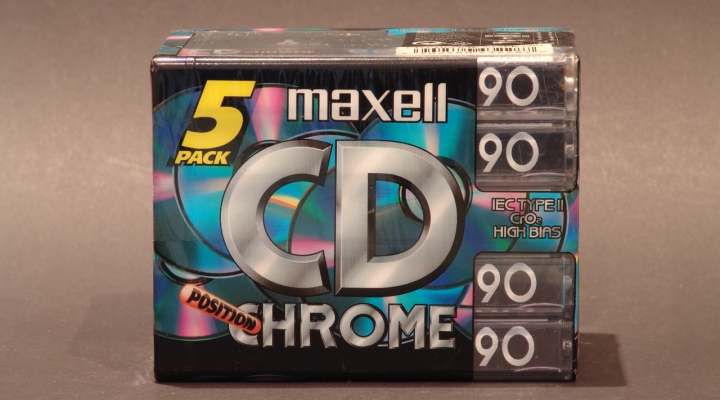 5
PACK
maxell
CD
POSITION
CHROME
90
90
IEC TYPE II
CrO₂
HIGH BIAS
90
90